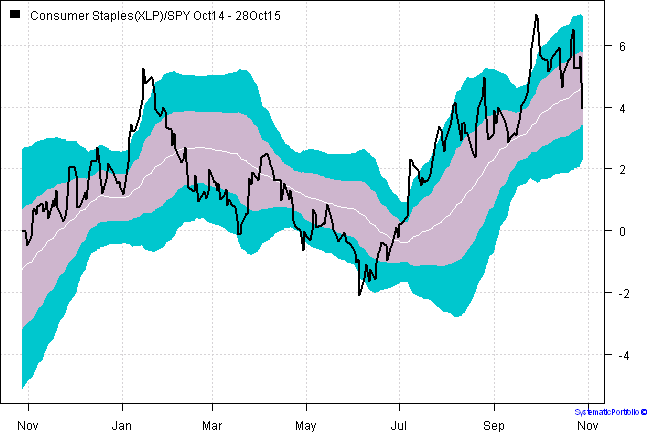 Consumer Staples(XLP)/SPY Oct14 - 28Oct15
6
4
2
0
-2
-4
Nov Jan Mar May Jul Sep Nov
SystematicPortfolio ©